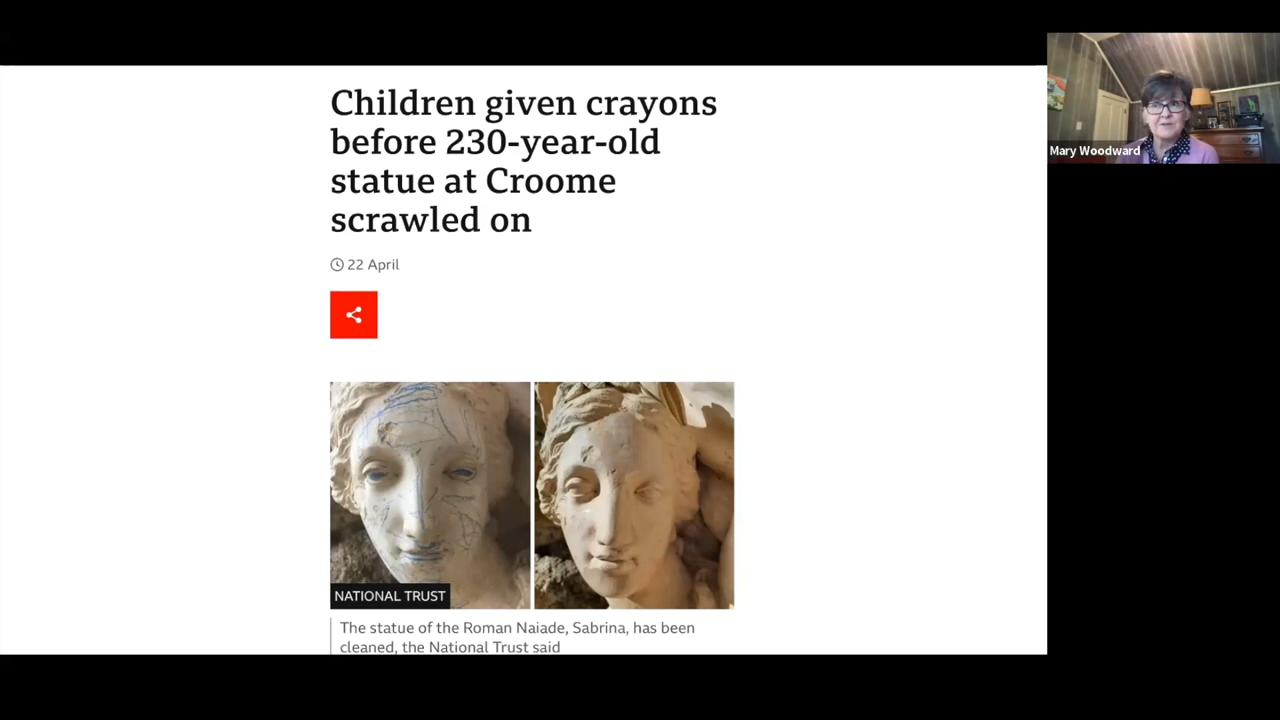 Children given crayons
before 230-year-old
statue at Croome
scrawled on
22 April
NATIONAL TRUST
The statue of the Roman Naiade, Sabrina, has been
cleaned, the National Trust said
Mary Woodward